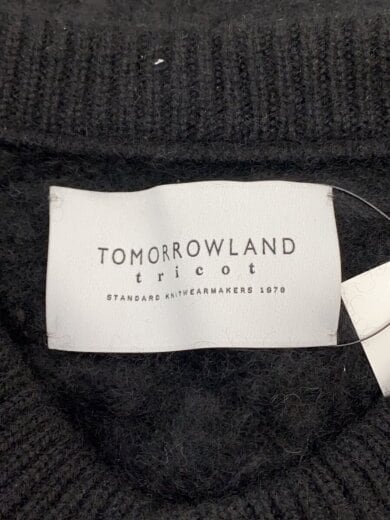 TOMORROWLAND
tricot
STANDARD KNITWEARMAKERS 1978